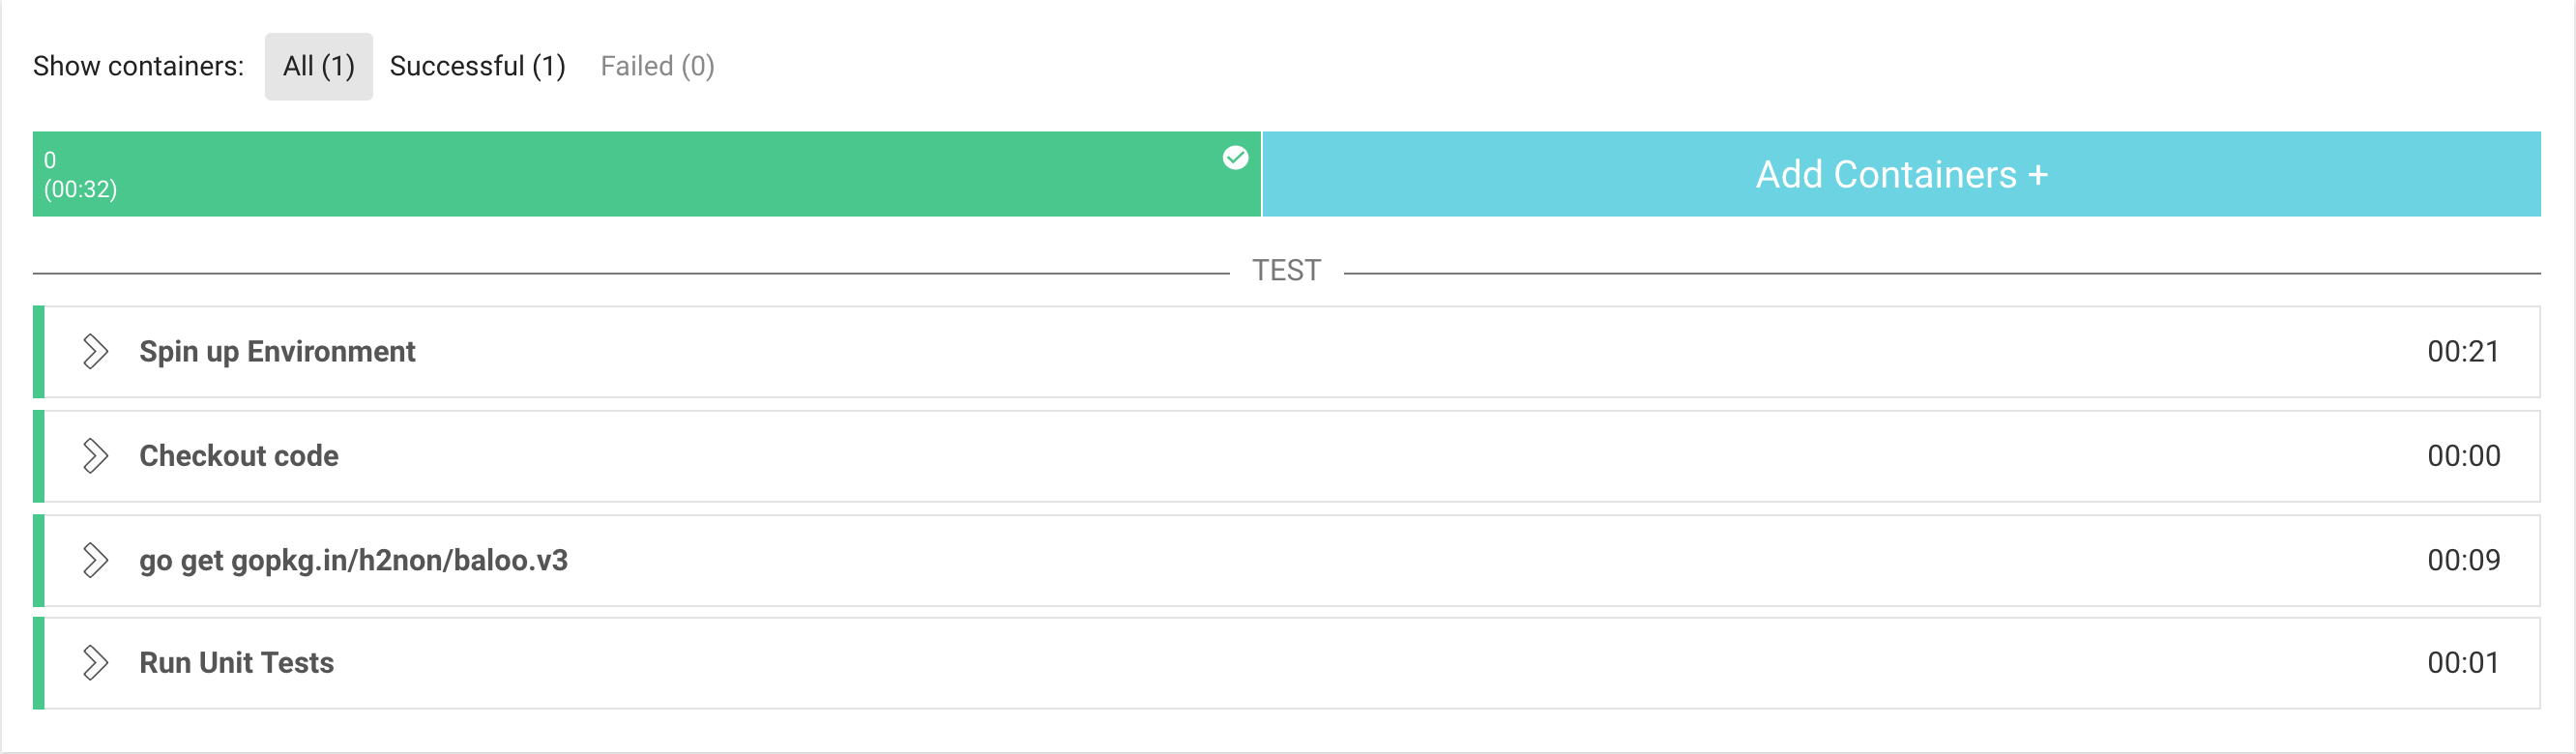 Show containers: All (1) Successful (1) Failed (0)
0
(00:32)
Add Containers +
TEST
Spin up Environment 00:21
Checkout code 00:00
go get gopkg.in/h2non/baloo.v3 00:09
Run Unit Tests 00:01